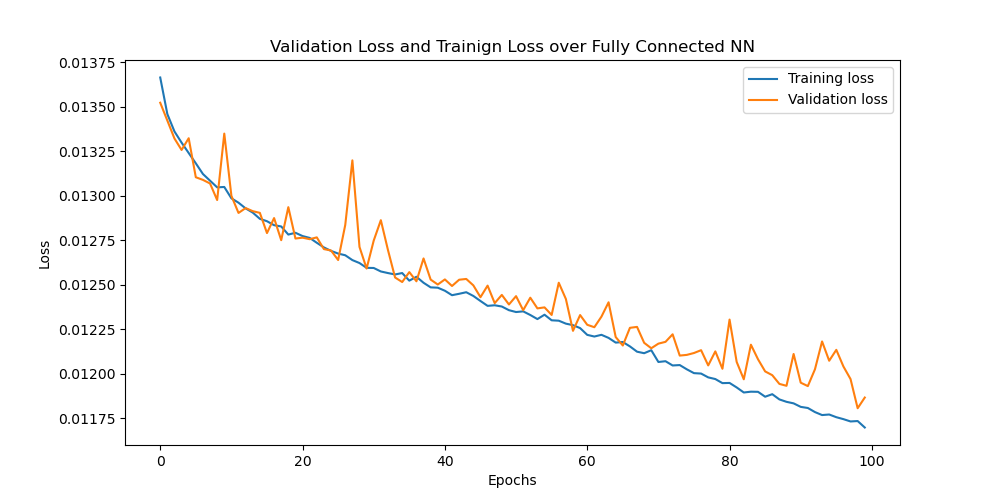 Validation Loss and Trainign Loss over Fully Connected NN
Training loss
Validation loss
0.01375
0.01350
0.01325
0.01300
0.01275
0.01250
0.01225
0.01200
0.01175
Loss
0 20 40 60 80 100
Epochs